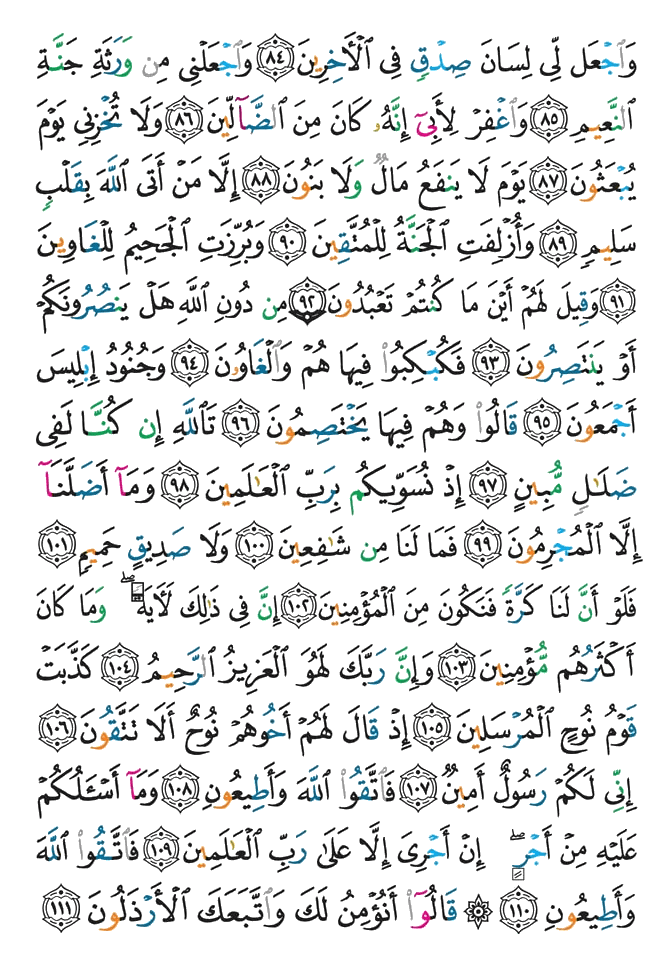 وَٱجْعَل لِّى لِسَانَ صِدْقٍ فِى ٱلْـَٔاخِرِينَ ٨٤ وَٱجْعَلْنِى مِن وَرَثَةِ جَنَّةِ
ٱلنَّعِيمِ ٨٥ وَٱغْفِرْ لِأَبِىٓ إِنَّهُۥ كَانَ مِنَ ٱلضَّآلِّينَ ٨٦ وَلَا تُخْزِنِى يَوْمَ
يُبْعَثُونَ ٨٧ يَوْمَ لَا يَنفَعُ مَالٌ وَلَا بَنُونَ ٨٨ إِلَّا مَنْ أَتَى ٱللَّهَ بِقَلْبٍ
سَلِيمٍ ٨٩ وَأُزْلِفَتِ ٱلْجَنَّةُ لِلْمُتَّقِينَ ٩٠ وَبُرِّزَتِ ٱلْجَحِيمُ لِلْغَاوِينَ
٩١ وَقِيلَ لَهُمْ أَيْنَ مَا كُنتُمْ تَعْبُدُونَ ٩٢ مِن دُونِ ٱللَّهِ هَلْ يَنصُرُونَكُمْ
أَوْ يَنتَصِرُونَ ٩٣ فَكُبْكِبُوا۟ فِيهَا هُمْ وَٱلْغَاوُۥنَ ٩٤ وَجُنُودُ إِبْلِيسَ
أَجْمَعُونَ ٩٥ قَالُوا۟ وَهُمْ فِيهَا يَخْتَصِمُونَ ٩٦ تَٱللَّهِ إِن كُنَّا لَفِى
ضَلَـٰلٍ مُّبِينٍ ٩٧ إِذْ نُسَوِّيكُم بِرَبِّ ٱلْعَـٰلَمِينَ ٩٨ وَمَآ أَضَلَّنَآ
إِلَّا ٱلْمُجْرِمُونَ ٩٩ فَمَا لَنَا مِن شَـٰفِعِينَ ١٠٠ وَلَا صَدِيقٍ حَمِيمٍ ١٠١
فَلَوْ أَنَّ لَنَا كَرَّةً فَنَكُونَ مِنَ ٱلْمُؤْمِنِينَ ١٠٢ إِنَّ فِى ذَٰلِكَ لَـَٔايَةً ۖ وَمَا كَانَ
أَكْثَرُهُم مُّؤْمِنِينَ ١٠٣ وَإِنَّ رَبَّكَ لَهُوَ ٱلْعَزِيزُ ٱلرَّحِيمُ ١٠٤ كَذَّبَتْ
قَوْمُ نُوحٍ ٱلْمُرْسَلِينَ ١٠٥ إِذْ قَالَ لَهُمْ أَخُوهُمْ نُوحٌ أَلَا تَتَّقُونَ ١٠٦
إِنِّى لَكُمْ رَسُولٌ أَمِينٌ ١٠٧ فَٱتَّقُوا۟ ٱللَّهَ وَأَطِيعُونِ ١٠٨ وَمَآ أَسْـَٔلُكُمْ
عَلَيْهِ مِنْ أَجْرٍ ۖ إِنْ أَجْرِىَ إِلَّا عَلَىٰ رَبِّ ٱلْعَـٰلَمِينَ ١٠٩ فَٱتَّقُوا۟ ٱللَّهَ
وَأَطِيعُونِ ١١٠ ۞ قَالُوٓا۟ أَنُؤْمِنُ لَكَ وَٱتَّبَعَكَ ٱلْأَرْذَلُونَ ١١١